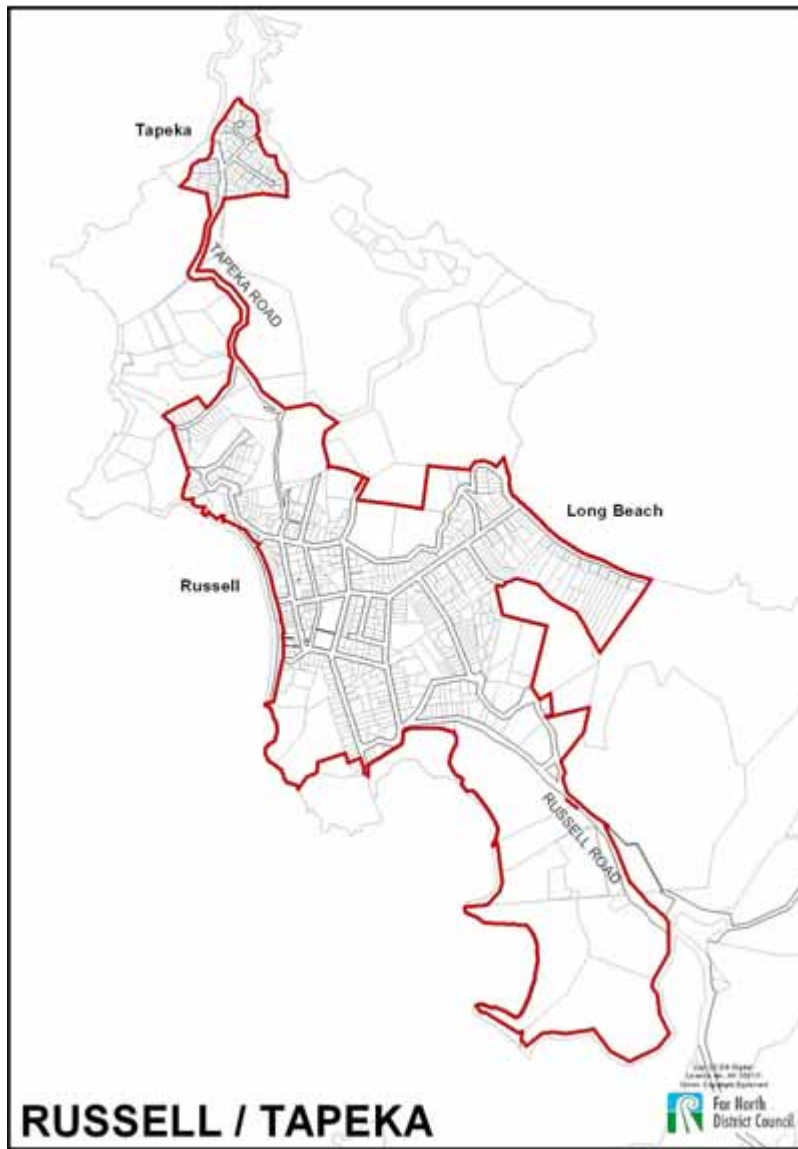 Tapeka
TAPEKA ROAD
Long Beach
Russell
RUSSELL ROAD
RUSSELL / TAPEKA
Far North
District Council